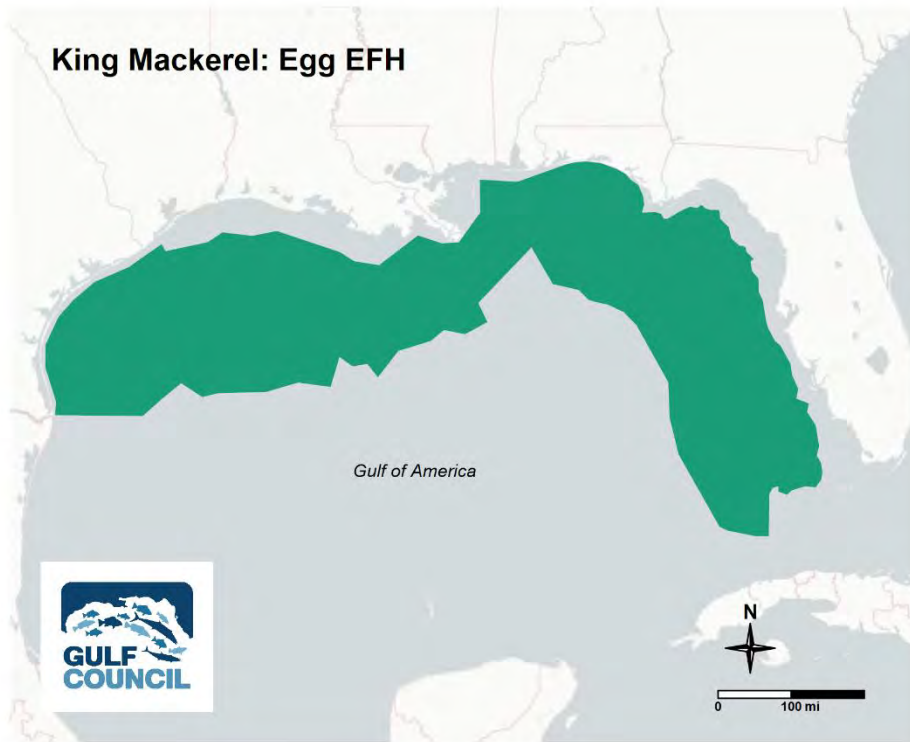 King Mackerel: Egg EFH
Gulf of America
GULF
COUNCIL
N
0 100 mi